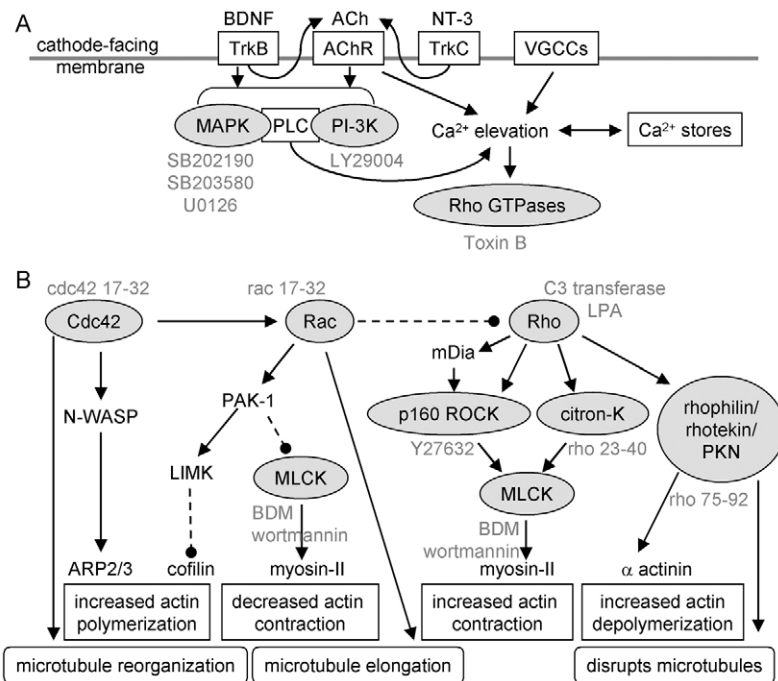 A
BDNF ACh NT-3
cathode-facing
membrane
TrkB AChR TrkC VGCCs
MAPK PLC PI-3K
Ca²⁺ elevation
Ca²⁺ stores
SB202190
SB203580
U0126
LY29004
Rho GTPases
Toxin B
B
cdc42 17-32
rac 17-32
C3 transferase
LPA
Cdc42 Rac Rho
mDia
PAK-1
N-WASP
p160 ROCK citron-K
rhophilin/
rhotekin/
PKN
Y27632 rho 23-40
LIMK
MLCK
MLCK
rho 75-92
BDM
wortmannin
BDM
wortmannin
ARP2/3 cofilin myosin-II myosin-II α actinin
increased actin
polymerization
decreased actin
contraction
increased actin
contraction
increased actin
depolymerization
microtubule reorganization microtubule elongation disrupts microtubules